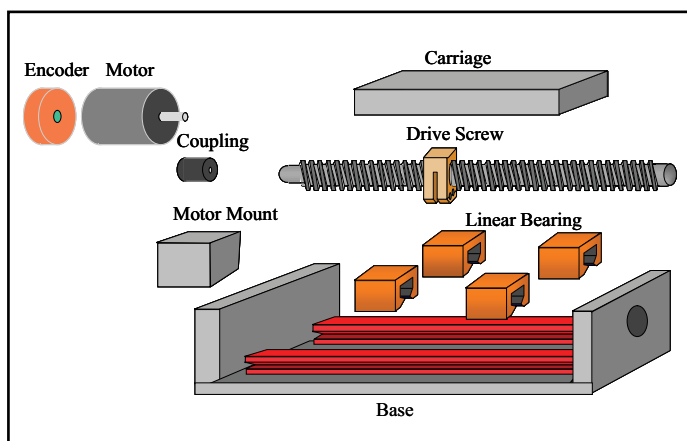 Carriage
Encoder
Motor
Drive Screw
Coupling
Motor Mount
Linear Bearing
Base